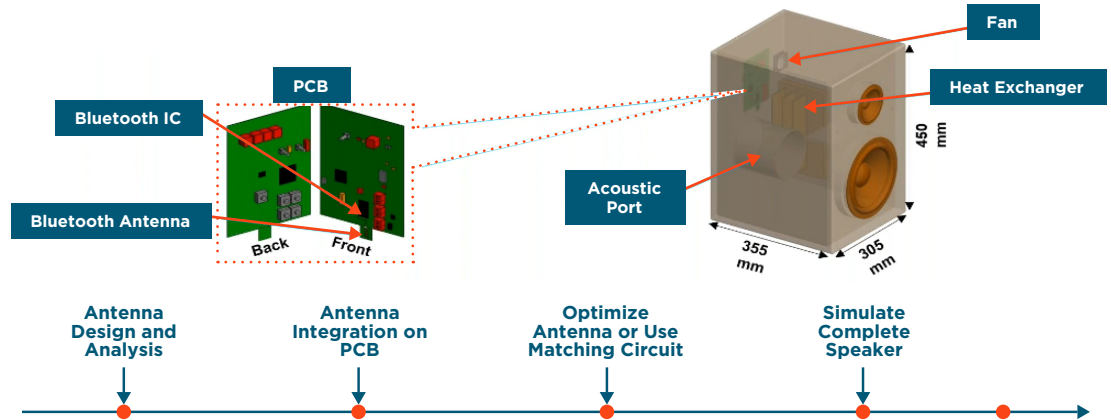 Fan
PCB
Heat Exchanger
Bluetooth IC
450
mm
Acoustic
Port
Bluetooth Antenna
Back
Front
355
mm
305
mm
Antenna
Design and
Analysis
Antenna
Integration on
PCB
Optimize
Antenna or Use
Matching Circuit
Simulate
Complete
Speaker